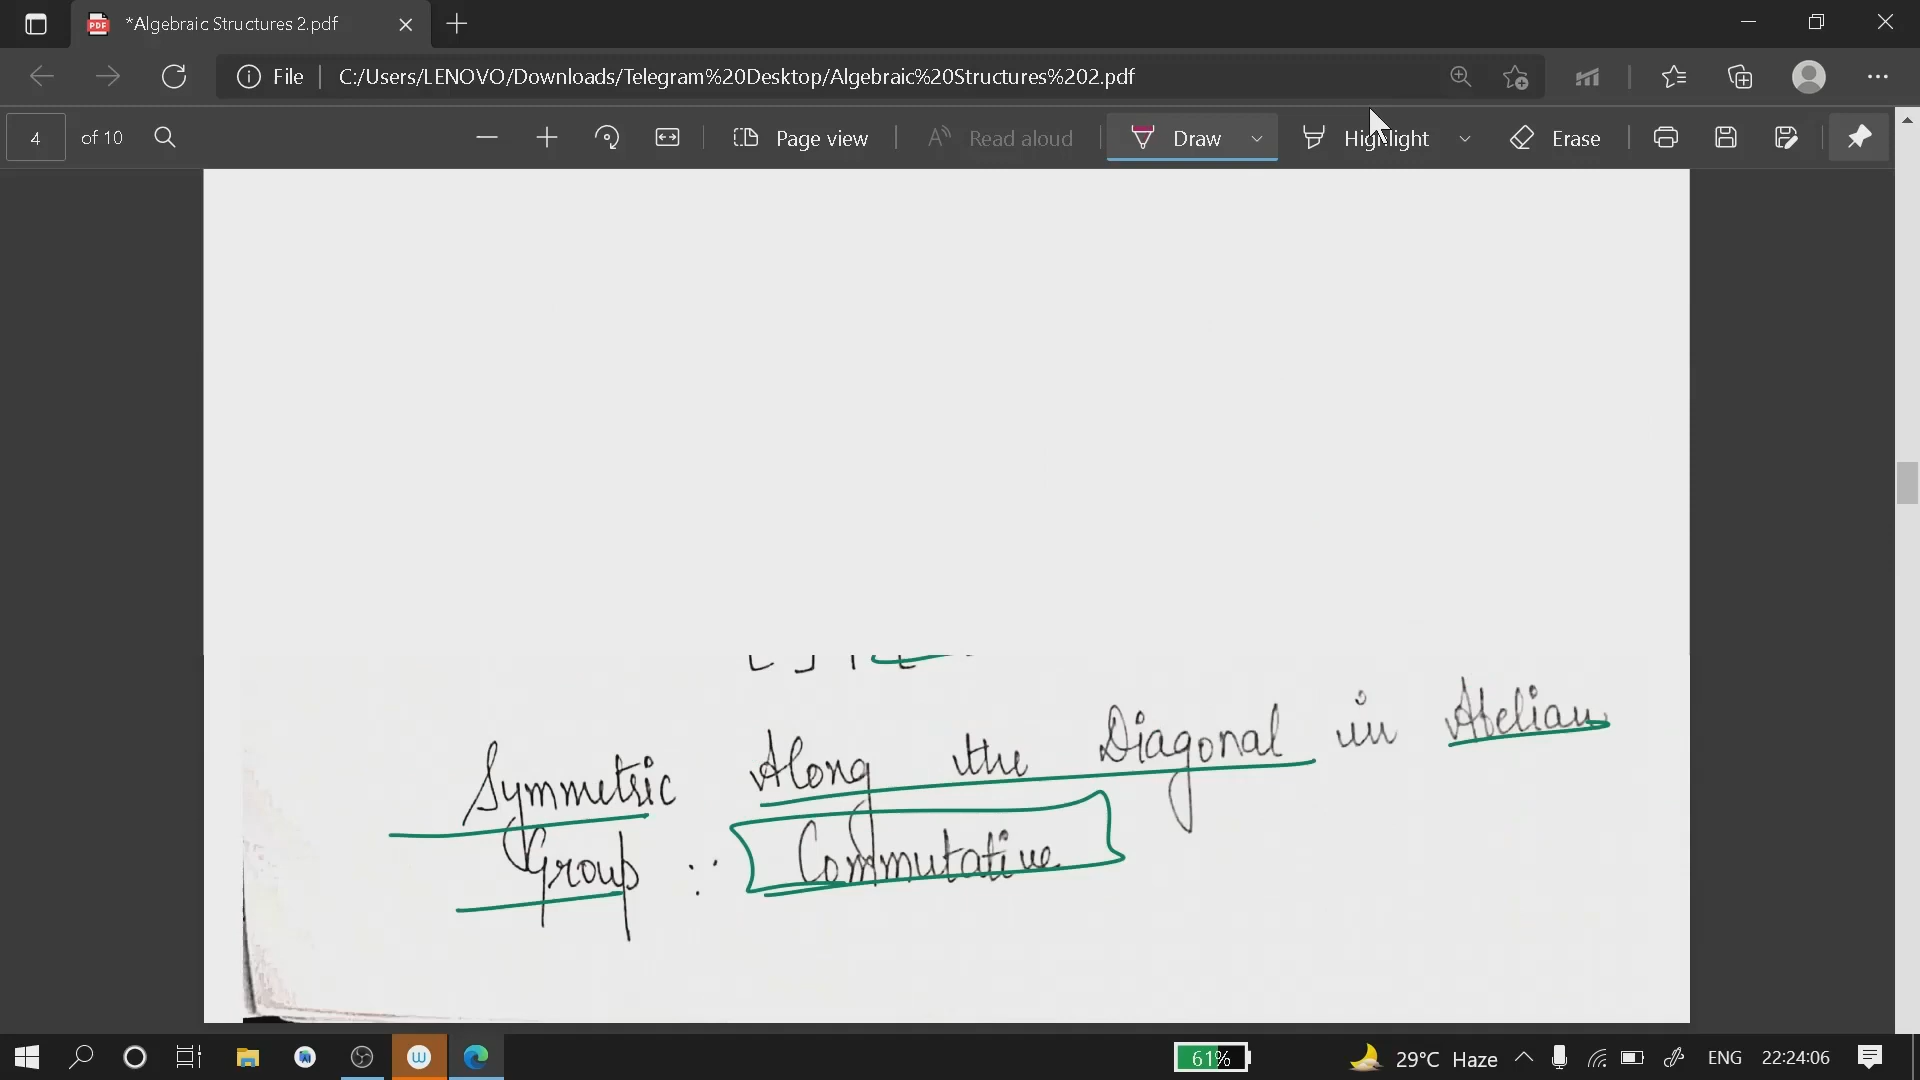 *Algebraic Structures 2.pdf
File C:/Users/LENOVO/Downloads/Telegram%20Desktop/Algebraic%20Structures%202.pdf
4 of 10 Page view Read aloud Draw Highlight Erase
Symmetric Along the Diagonal in Abelian
Group ∵ Commutative
61% 29°C Haze ENG 22:24:06